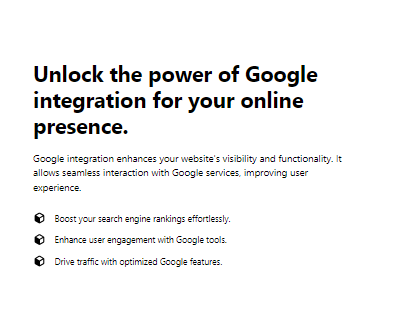 Unlock the power of Google
integration for your online
presence.
Google integration enhances your website's visibility and functionality. It
allows seamless interaction with Google services, improving user
experience.
Boost your search engine rankings effortlessly.
Enhance user engagement with Google tools.
Drive traffic with optimized Google features.